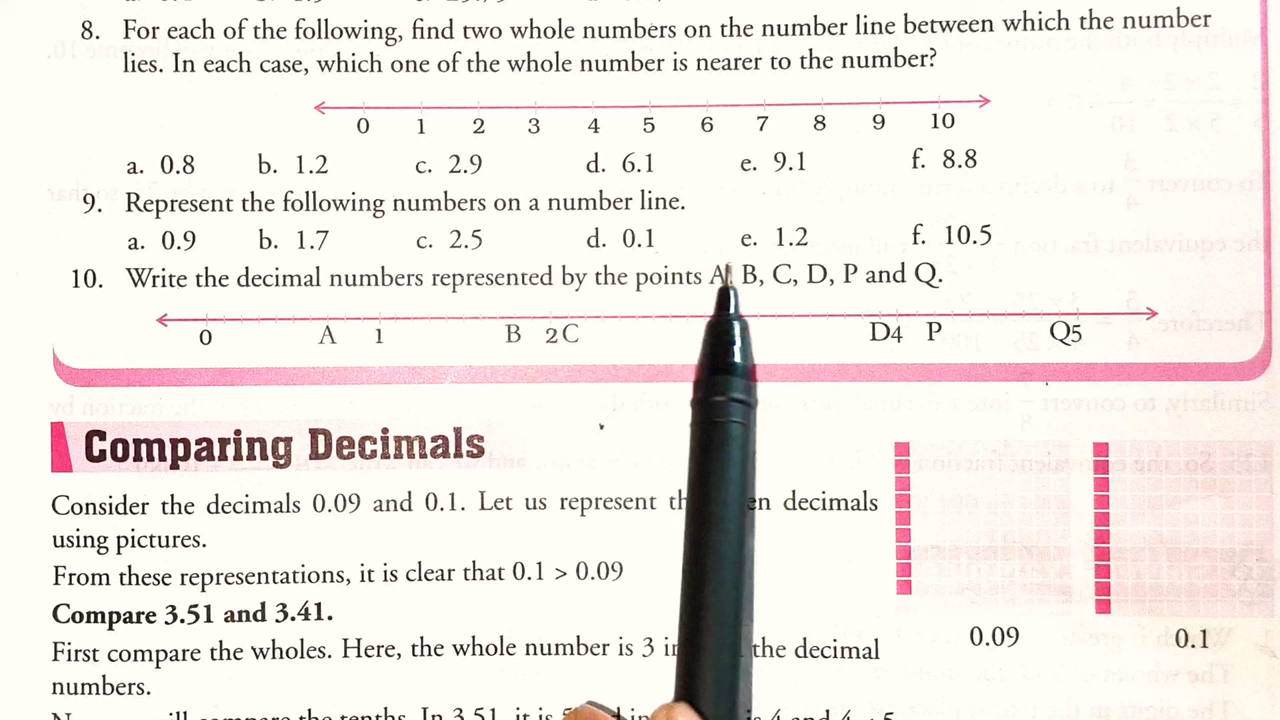 8. For each of the following, find two whole numbers on the number line between which the number
lies. In each case, which one of the whole number is nearer to the number?
0 1 2 3 4 5 6 7 8 9 10
a. 0.8 b. 1.2 c. 2.9 d. 6.1 e. 9.1 f. 8.8
9. Represent the following numbers on a number line.
a. 0.9 b. 1.7 c. 2.5 d. 0.1 e. 1.2 f. 10.5
10. Write the decimal numbers represented by the points A, B, C, D, P and Q.
0 A 1 B 2 C D 4 P Q 5
Comparing Decimals
Consider the decimals 0.09 and 0.1. Let us represent decimals
using pictures.
From these representations, it is clear that 0.1 > 0.09
Compare 3.51 and 3.41.
First compare the wholes. Here, the whole number is 3 the decimal
numbers.
0.09 0.1